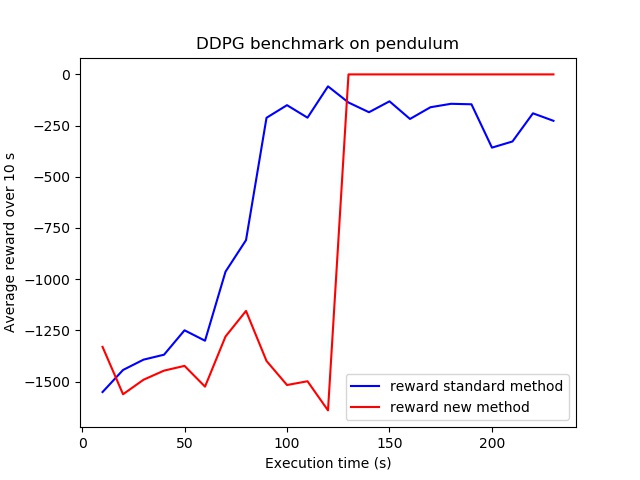 DDPG benchmark on pendulum
Average reward over 10 s
0
−250
−500
−750
−1000
−1250
−1500
0
50
100
150
200
Execution time (s)
reward standard method
reward new method